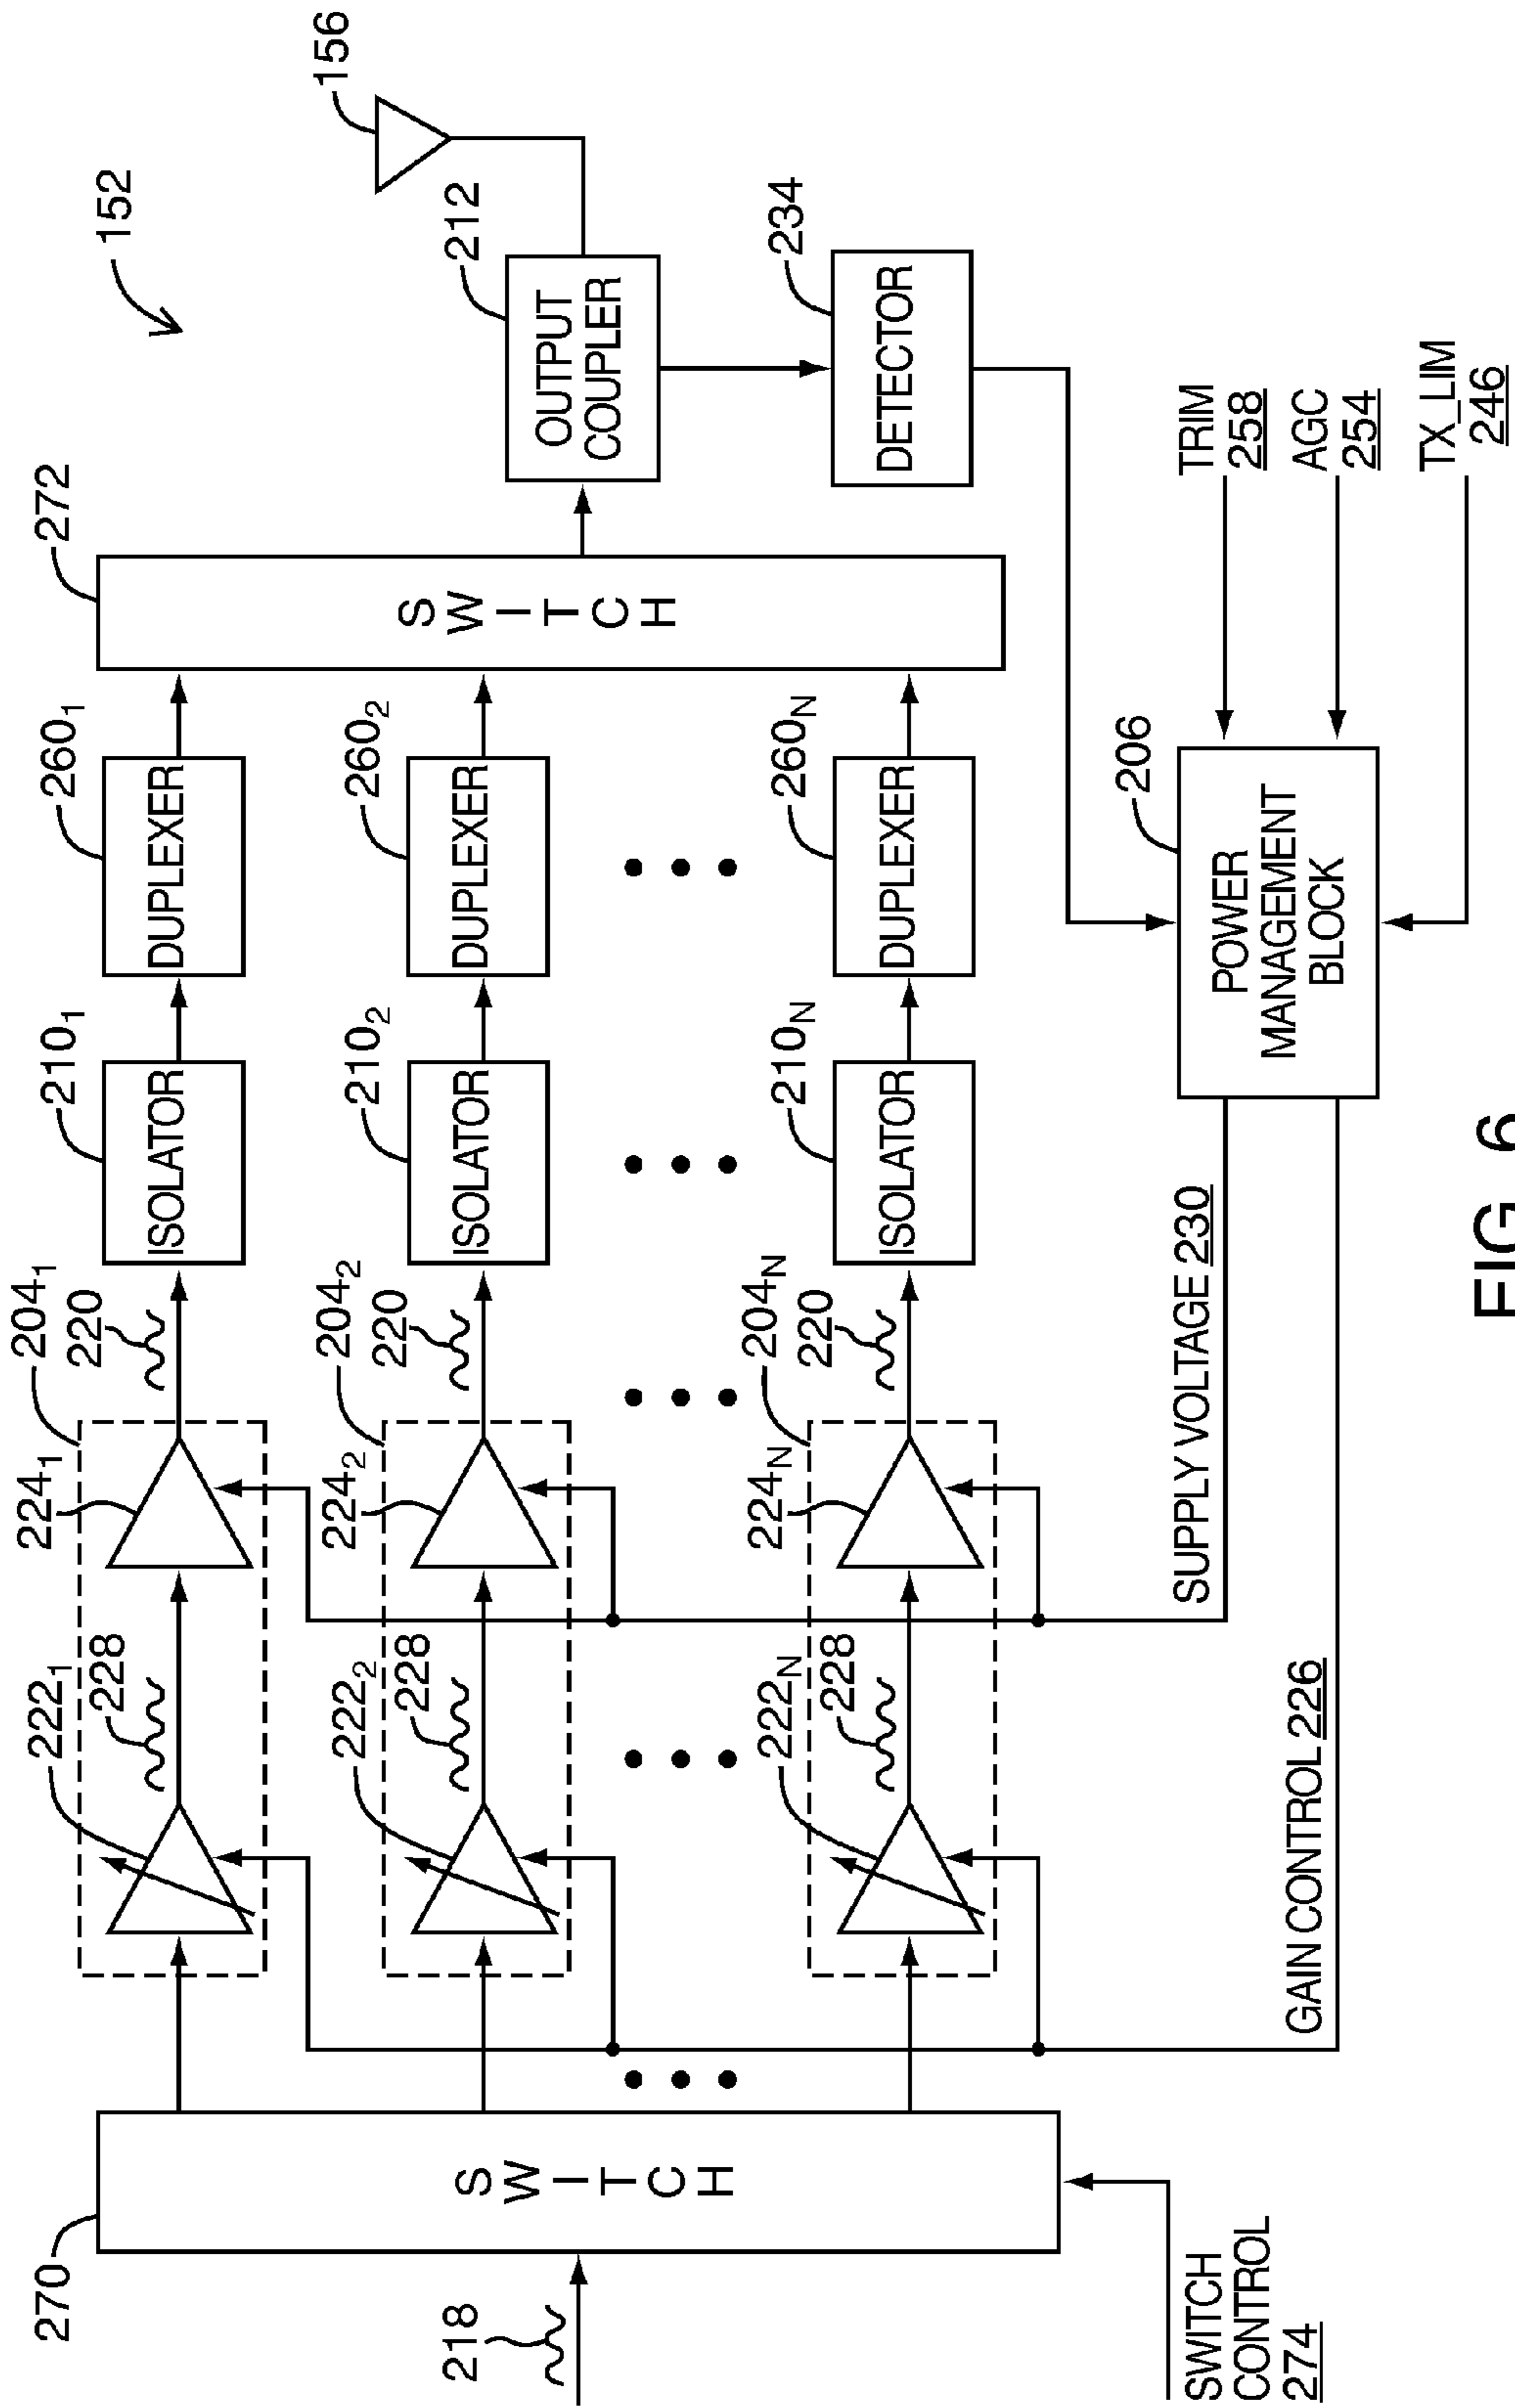 152
156
272
212
204₁
224₁
220
210₁
260₁
222₁
228
270
ISOLATOR
DUPLEXER
OUTPUT
COUPLER
204₂
224₂
220
210₂
260₂
222₂
228
218
ISOLATOR
DUPLEXER
SWITCH
SWITCH
234
DETECTOR
204N
224N
220
210N
260N
222N
228
ISOLATOR
DUPLEXER
206
TRIM
258
AGC
254
TX_LIM
246
POWER
MANAGEMENT
BLOCK
SUPPLY VOLTAGE 230
GAIN CONTROL 226
SWITCH
CONTROL
274
FIG. 6